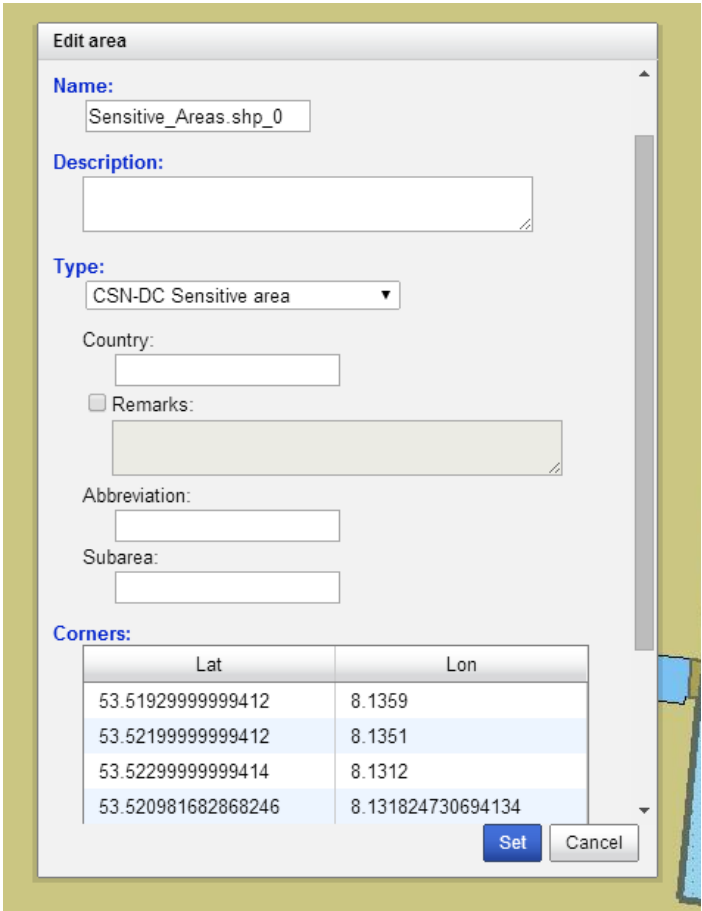 Edit area
Name:
Sensitive_Areas.shp_0
Description:
Type:
CSN-DC Sensitive area
Country:
Remarks:
Abbreviation:
Subarea:
Corners:
Lat Lon
53.51929999999412 8.1359
53.52199999999412 8.1351
53.52299999999414 8.1312
53.520981682868246 8.131824730694134
Set Cancel